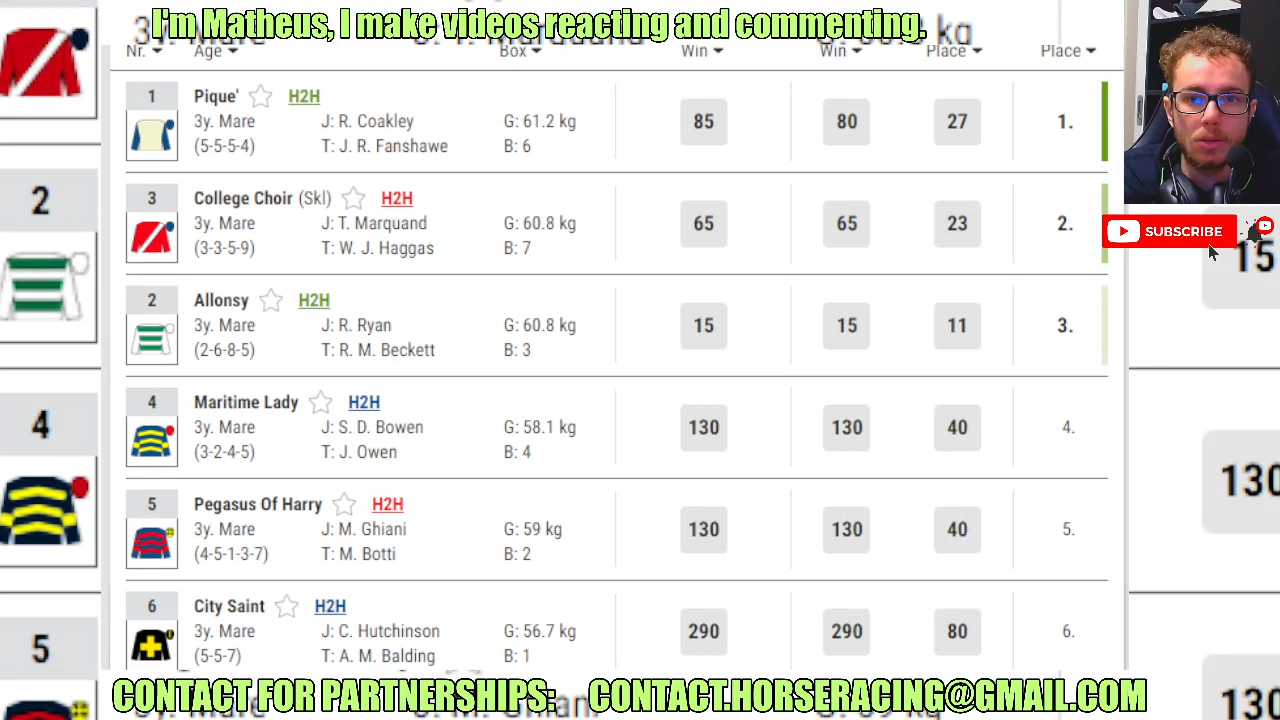 I'm Matheus, I make videos reacting and commenting.
Nr. Age Box Win Win Place Place
1 Pique' H2H
3y. Mare J: R. Coakley G: 61.2 kg 85 80 27 1.
(5-5-5-4) T: J. R. Fanshawe B: 6
3 College Choir (Skl) H2H
3y. Mare J: T. Marquand G: 60.8 kg 65 65 23 2.
(3-3-5-9) T: W. J. Haggas B: 7
SUBSCRIBE
2 Allonsy H2H
3y. Mare J: R. Ryan G: 60.8 kg 15 15 11 3.
(2-6-8-5) T: R. M. Beckett B: 3
4 Maritime Lady H2H
3y. Mare J: S. D. Bowen G: 58.1 kg 130 130 40 4.
(3-2-4-5) T: J. Owen B: 4
5 Pegasus Of Harry H2H
3y. Mare J: M. Ghiani G: 59 kg 130 130 40 5.
(4-5-1-3-7) T: M. Botti B: 2
6 City Saint H2H
3y. Mare J: C. Hutchinson G: 56.7 kg 290 290 80 6.
(5-5-7) T: A. M. Balding B: 1
2
15
4
130
5
130
CONTACT FOR PARTNERSHIPS: CONTACT.HORSERACING@GMAIL.COM